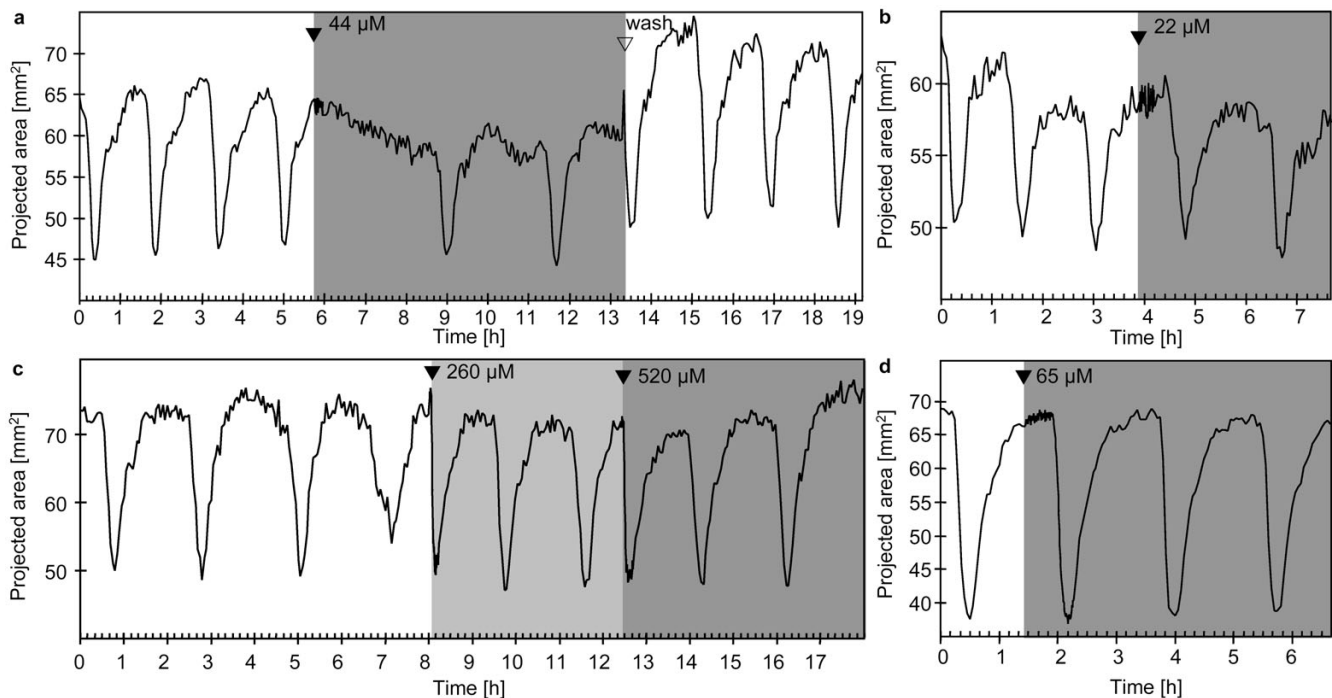 a
44 µM
wash
Projected area [mm²]
75
70
65
60
55
50
45
0 1 2 3 4 5 6 7 8 9 10 11 12 13 14 15 16 17 18 19
Time [h]
b
22 µM
Projected area [mm²]
60
55
50
0 1 2 3 4 5 6 7
Time [h]
c
260 µM
520 µM
Projected area [mm²]
70
60
50
0 1 2 3 4 5 6 7 8 9 10 11 12 13 14 15 16 17
Time [h]
d
65 µM
Projected area [mm²]
70
65
60
55
50
45
40
0 1 2 3 4 5 6
Time [h]